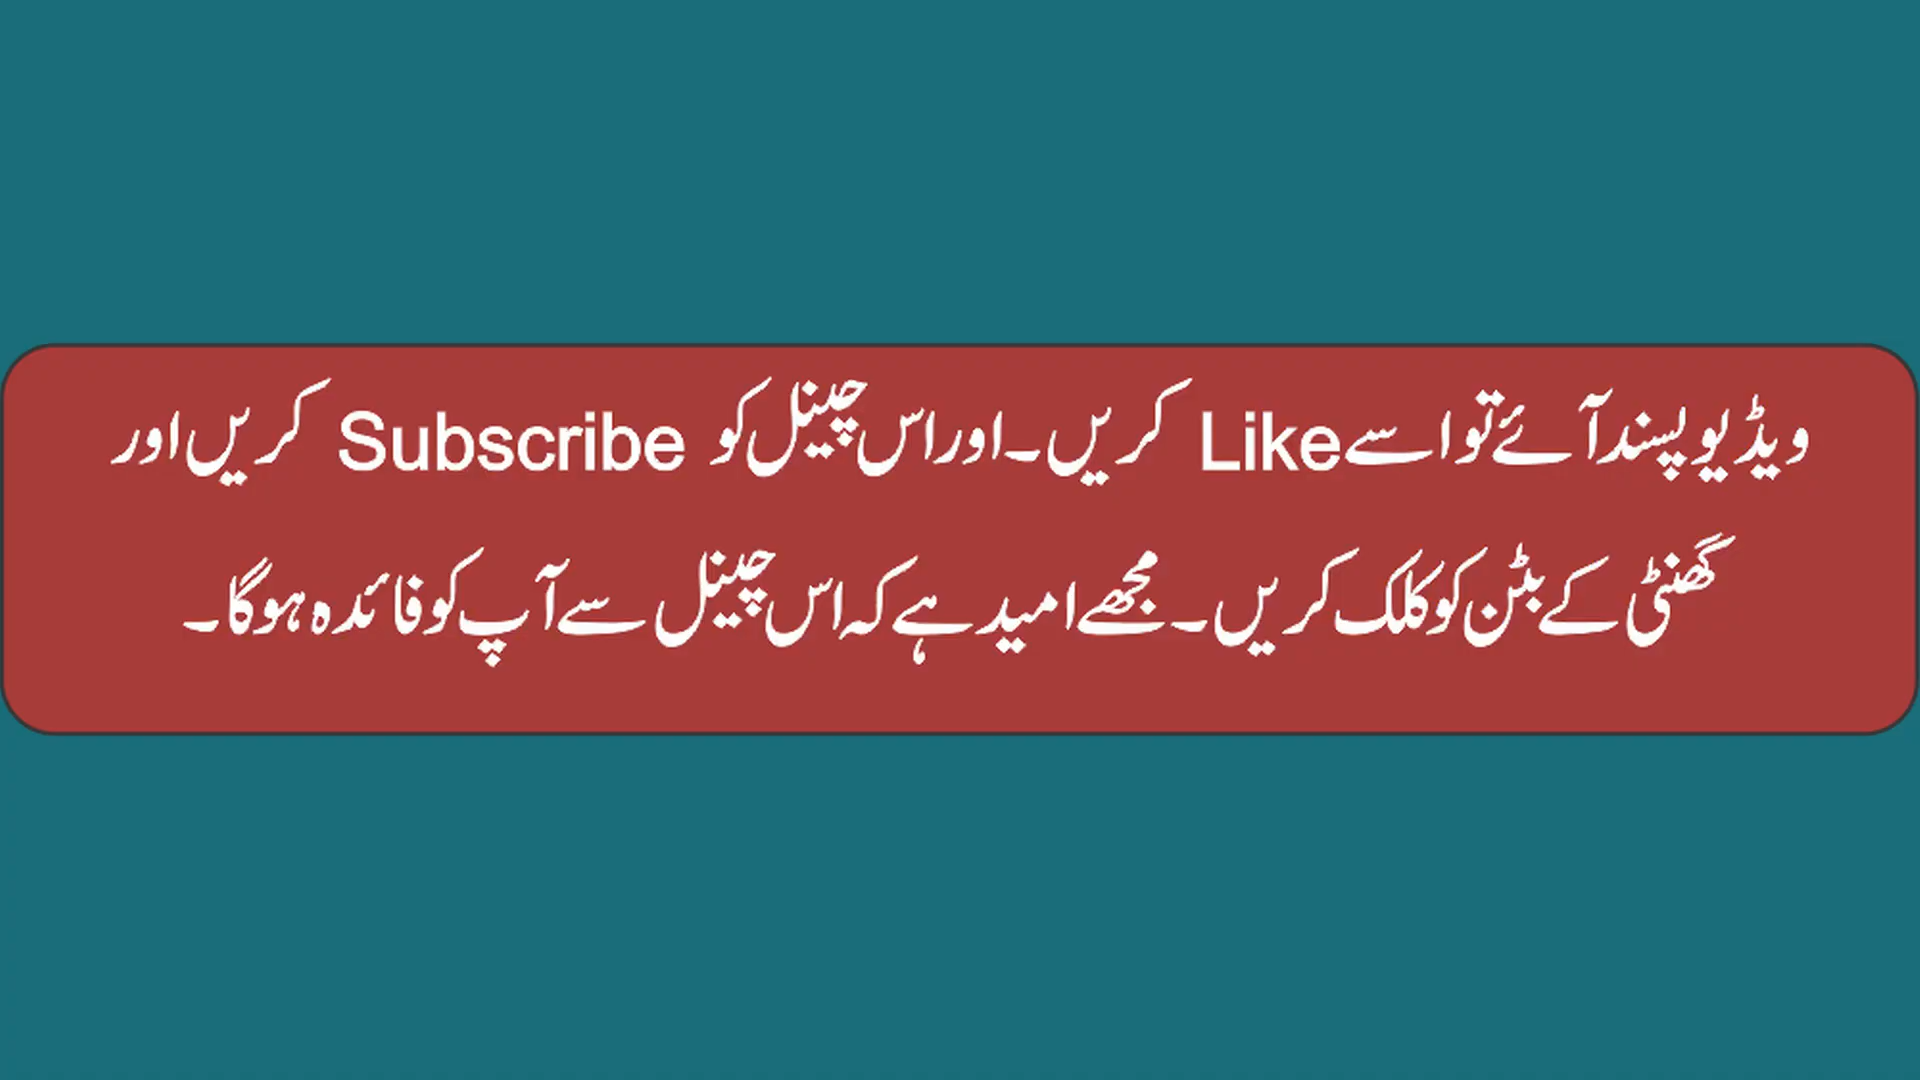 ویڈیو پسند آئے تو اسے Like کریں۔ اور اس چینل کو Subscribe کریں اور
گھنٹی کے بٹن کو کلک کریں۔ مجھے امید ہے کہ اس چینل سے آپ کو فائدہ ہوگا۔